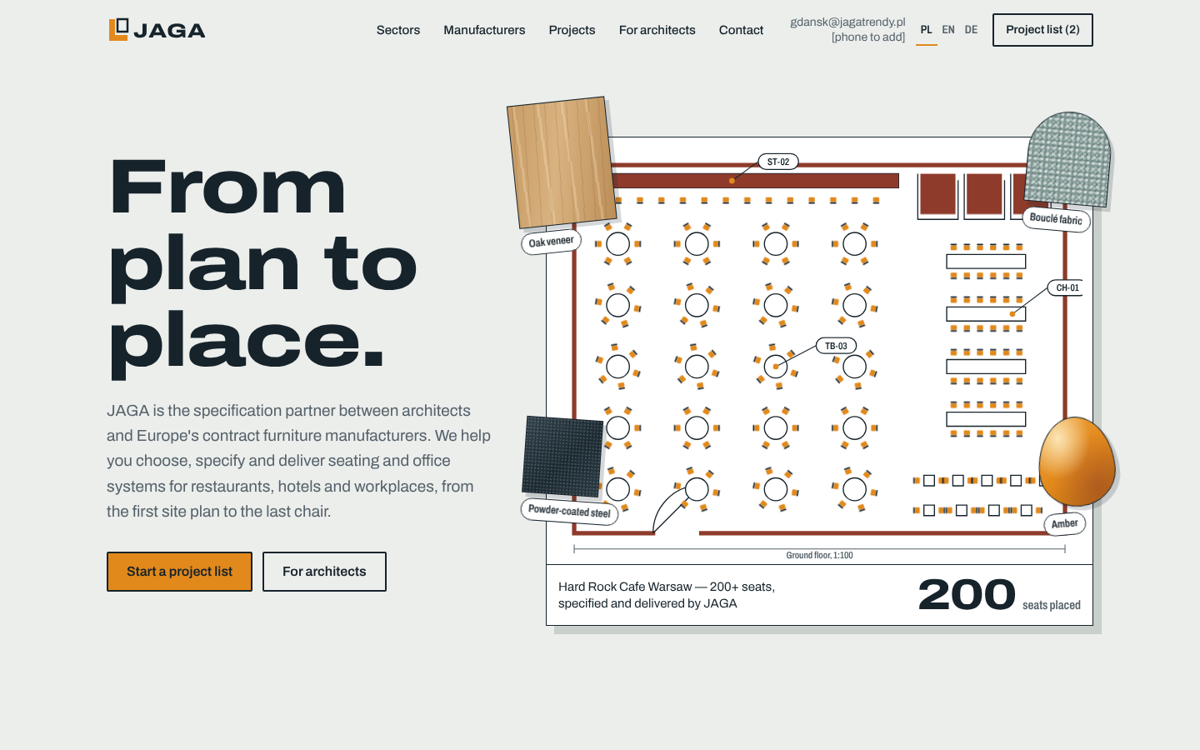 JAGA
Sectors
Manufacturers
Projects
For architects
Contact
gdansk@jagatrendy.pl
[phone to add]
PL
EN
DE
Project list (2)
From
plan to
place.
JAGA is the specification partner between architects
and Europe's contract furniture manufacturers. We help
you choose, specify and deliver seating and office
systems for restaurants, hotels and workplaces, from
the first site plan to the last chair.
Start a project list
For architects
ST-02
Oak veneer
Bouclé fabric
CH-01
TB-03
Powder-coated steel
Amber
Ground floor, 1:100
Hard Rock Cafe Warsaw — 200+ seats,
specified and delivered by JAGA
200 seats placed